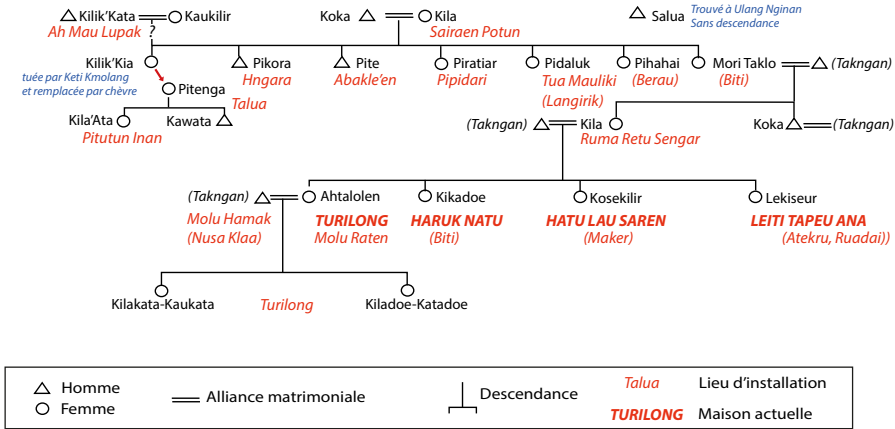 Kilik'Kata Kaukilir
Ah Mau Lupak ?
Koka Kila
Sairaen Potun
Salua
Trouvé à Ulang Nginan
Sans descendance
Kilik'Kia
tuée par Keti Kmolang
et remplacée par chèvre
Pikora
Hngara
Pite
Abakle'en
Piratiar
Pipidari
Pidaluk
Tua Mauliki
(Langirik)
Pihahai
(Berau)
Mori Taklo (Takngan)
(Biti)
Pitenga
Talua
Kila'Ata Kawata
Pitutun Inan
(Takngan) Kila
Ruma Retu Sengar
Koka (Takngan)
(Takngan) Ahtalolen
Molu Hamak
(Nusa Klaa)
TURILONG
Molu Raten
Kikadoe
HARUK NATU
(Biti)
Kosekilir
HATU LAU SAREN
(Maker)
Lekiseur
LEITI TAPEU ANA
(Atekru, Ruadai))
Kilakata-Kaukata Turilong Kiladoe-Katadoe
Homme
Femme
Alliance matrimoniale
Descendance
Talua Lieu d'installation
TURILONG Maison actuelle